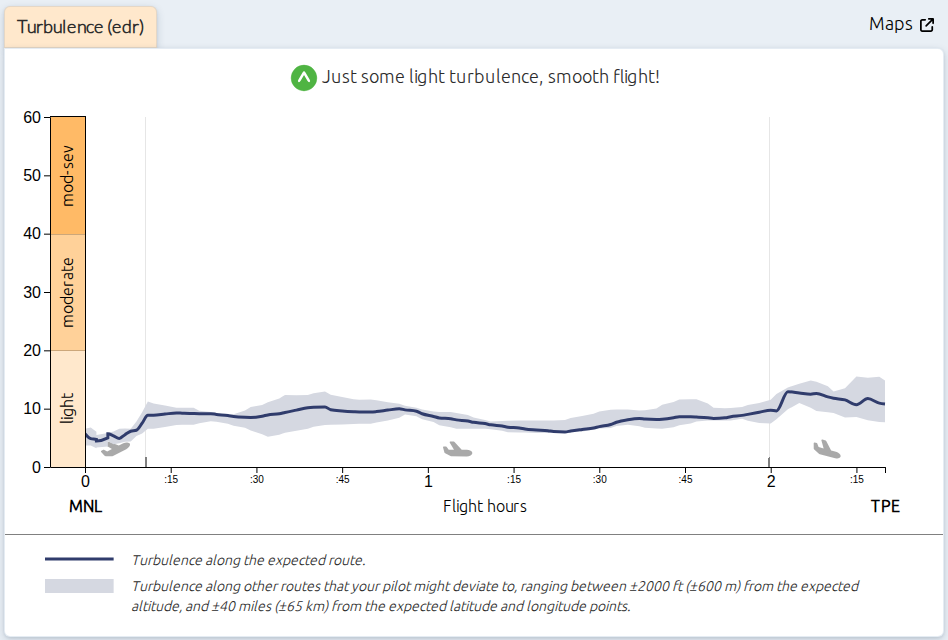 Turbulence (edr)
Maps
Just some light turbulence, smooth flight!
60
50
40
30
20
10
0
mod-sev
moderate
light
0 :15 :30 :45 1 :15 :30 :45 2 :15
MNL Flight hours TPE
Turbulence along the expected route.
Turbulence along other routes that your pilot might deviate to, ranging between ±2000 ft (±600 m) from the expected
altitude, and ±40 miles (±65 km) from the expected latitude and longitude points.